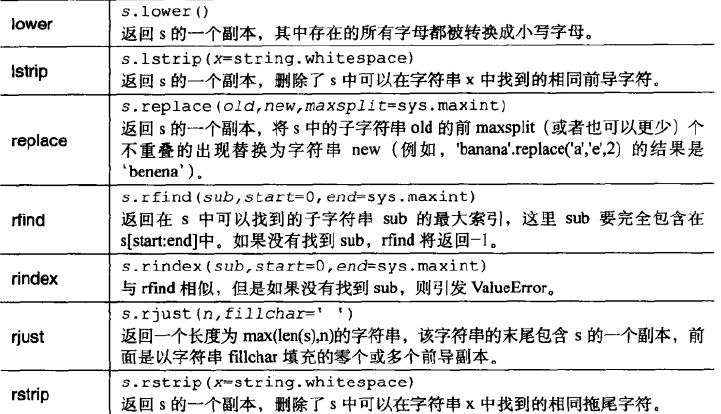 lower
s.lower()
返回 s 的一个副本，其中存在的所有字母都被转换成小写字母。
lstrip
s.lstrip(x=string.whitespace)
返回 s 的一个副本，删除了 s 中可以在字符串 x 中找到的相同前导字符。
replace
s.replace(old,new,maxsplit=sys.maxint)
返回 s 的一个副本，将 s 中的子字符串 old 的前 maxsplit（或者也可以更少）个
不重叠的出现替换为字符串 new（例如，'banana'.replace('a','e',2) 的结果是
'benena'）。
rfind
s.rfind(sub,start=0,end=sys.maxint)
返回在 s 中可以找到的子字符串 sub 的最大索引，这里 sub 要完全包含在
s[start:end]中。如果没有找到 sub，rfind 将返回-1。
rindex
s.rindex(sub,start=0,end=sys.maxint)
与 rfind 相似，但是如果没有找到 sub，则引发 ValueError。
rjust
s.rjust(n,fillchar=' ')
返回一个长度为 max(len(s),n)的字符串，该字符串的末尾包含 s 的一个副本，前
面是以字符串 fillchar 填充的零个或多个前导副本。
rstrip
s.rstrip(x=string.whitespace)
返回 s 的一个副本，删除了 s 中可以在字符串 x 中找到的相同拖尾字符。